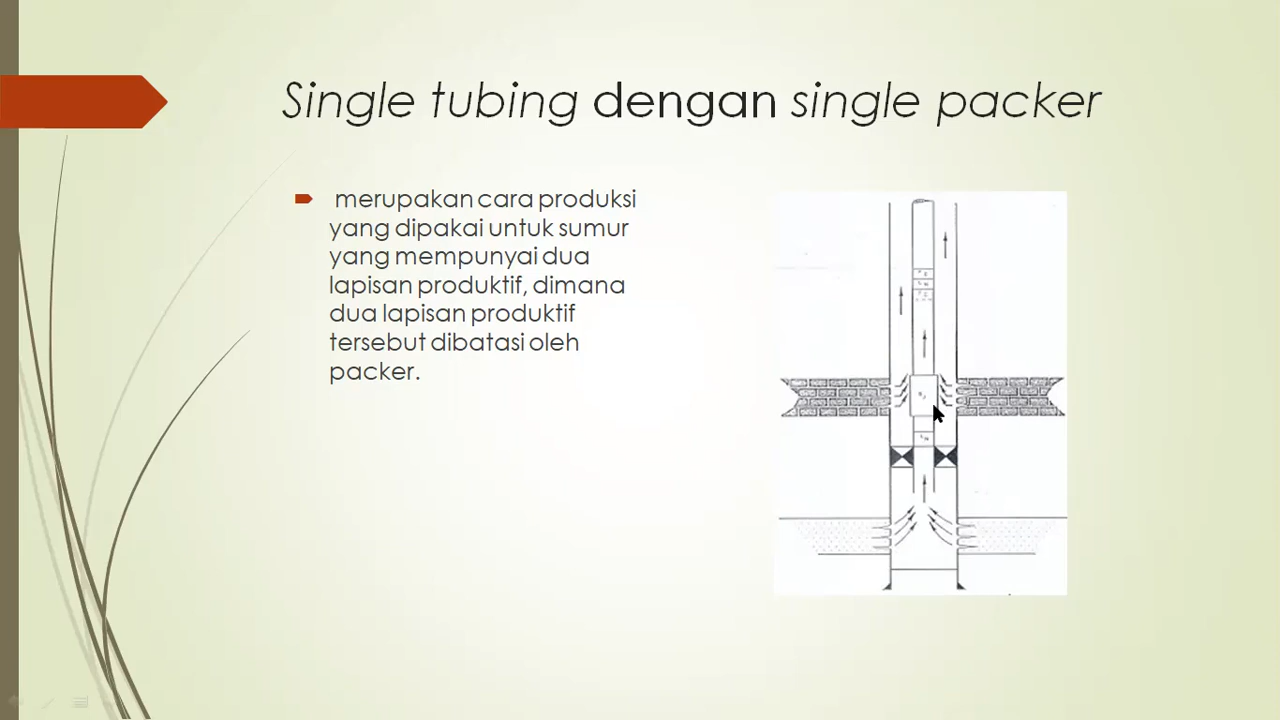 Single tubing dengan single packer
merupakan cara produksi
yang dipakai untuk sumur
yang mempunyai dua
lapisan produktif, dimana
dua lapisan produktif
tersebut dibatasi oleh
packer.